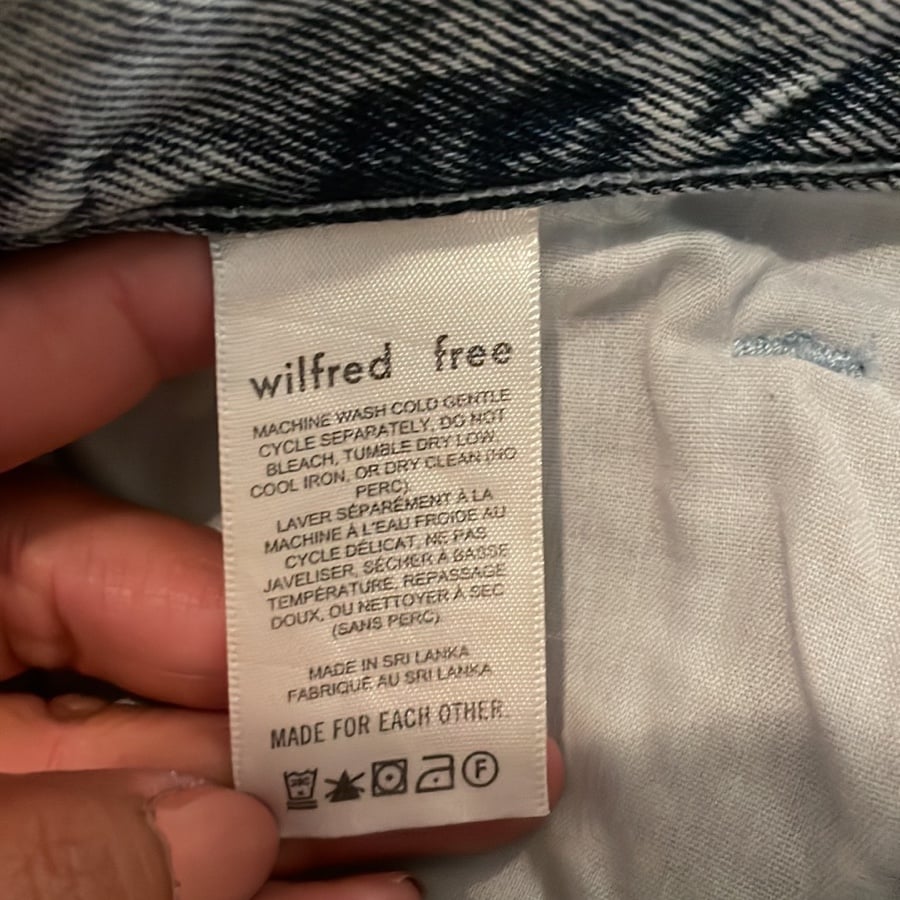 wilfred free
MACHINE WASH COLD GENTLE
CYCLE SEPARATELY, DO NOT
BLEACH, TUMBLE DRY LOW,
COOL IRON, OR DRY CLEAN (NO
PERC)
LAVER SÉPARÉMENT À LA
MACHINE À L'EAU FROIDE AU
CYCLE DÉLICAT, NE PAS
JAVELISER, SÉCHER À BASSE
TEMPÉRATURE, REPASSAGE
DOUX, OU NETTOYER À SEC
(SANS PERC)
MADE IN SRI LANKA
FABRIQUÉ AU SRI LANKA
MADE FOR EACH OTHER.
F